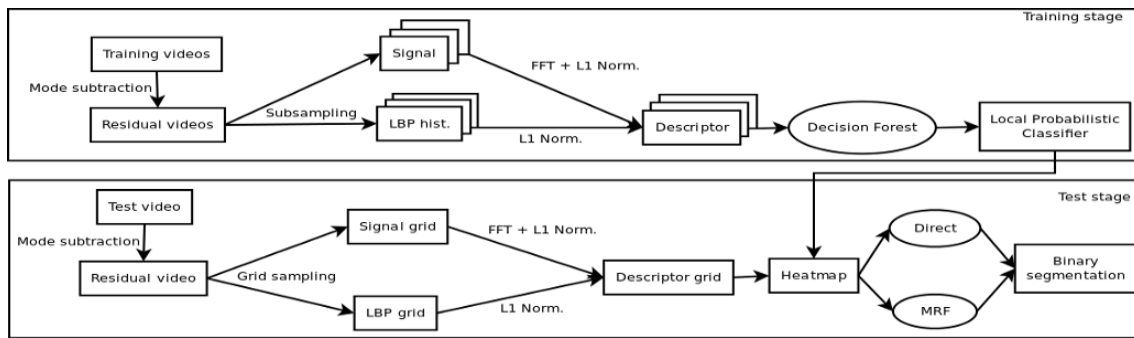 Training stage
Training videos
Mode subtraction
Residual videos
Subsampling
Signal
LBP hist.
FFT + L1 Norm.
L1 Norm.
Descriptor
Decision Forest
Local Probabilistic
Classifier
Test stage
Test video
Mode subtraction
Residual video
Grid sampling
Signal grid
LBP grid
FFT + L1 Norm.
L1 Norm.
Descriptor grid
Heatmap
Direct
MRF
Binary
segmentation